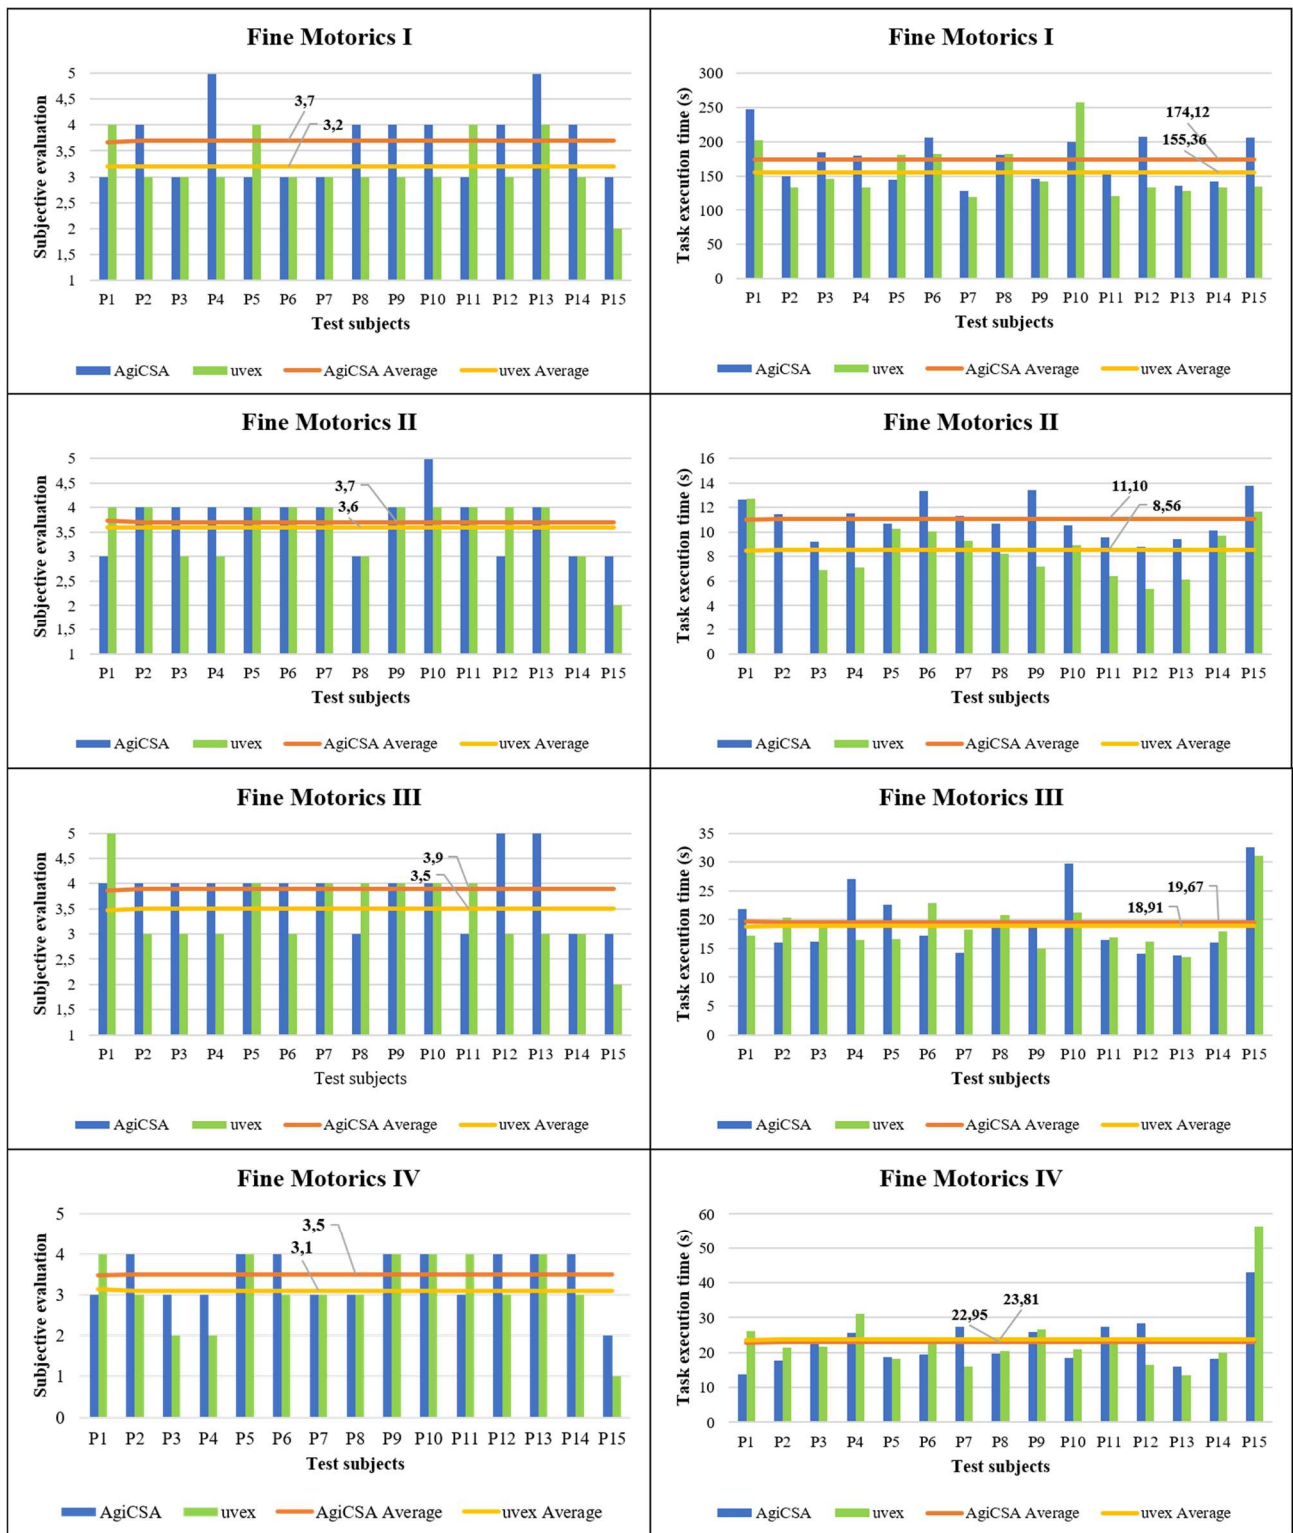 Fine Motorics I
Subjective evaluation
5
4,5
4
3,5
3
2,5
2
1,5
1
3,7
3,2
P1 P2 P3 P4 P5 P6 P7 P8 P9 P10 P11 P12 P13 P14 P15
Test subjects
AgiCSA uvex AgiCSA Average uvex Average
Fine Motorics I
Task execution time (s)
300
250
200
150
100
50
0
174,12
155,36
P1 P2 P3 P4 P5 P6 P7 P8 P9 P10 P11 P12 P13 P14 P15
Test subjects
AgiCSA uvex AgiCSA Average uvex Average
Fine Motorics II
Subjective evaluation
5
4,5
4
3,5
3
2,5
2
1,5
1
3,7
3,6
P1 P2 P3 P4 P5 P6 P7 P8 P9 P10 P11 P12 P13 P14 P15
Test subjects
AgiCSA uvex AgiCSA Average uvex Average
Fine Motorics II
Task execution time (s)
16
14
12
10
8
6
4
2
0
11,10
8,56
P1 P2 P3 P4 P5 P6 P7 P8 P9 P10 P11 P12 P13 P14 P15
Test subjects
AgiCSA uvex AgiCSA Average uvex Average
Fine Motorics III
Subjective evaluation
5
4,5
4
3,5
3
2,5
2
1,5
1
3,9
3,5
P1 P2 P3 P4 P5 P6 P7 P8 P9 P10 P11 P12 P13 P14 P15
Test subjects
AgiCSA uvex AgiCSA Average uvex Average
Fine Motorics III
Task execution time (s)
35
30
25
20
15
10
5
0
19,67
18,91
P1 P2 P3 P4 P5 P6 P7 P8 P9 P10 P11 P12 P13 P14 P15
Test subjects
AgiCSA uvex AgiCSA Average uvex Average
Fine Motorics IV
Subjective evaluation
5
4
3
2
1
0
3,5
3,1
P1 P2 P3 P4 P5 P6 P7 P8 P9 P10 P11 P12 P13 P14 P15
Test subjects
AgiCSA uvex AgiCSA Average uvex Average
Fine Motorics IV
Task execution time (s)
60
50
40
30
20
10
0
23,81
22,95
P1 P2 P3 P4 P5 P6 P7 P8 P9 P10 P11 P12 P13 P14 P15
Test subjects
AgiCSA uvex AgiCSA Average uvex Average